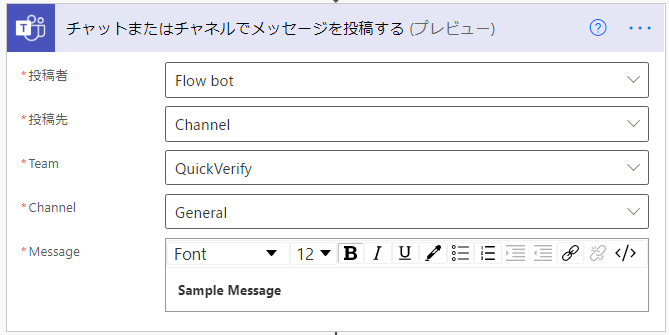 チャットまたはチャネルでメッセージを投稿する (プレビュー)
*投稿者
Flow bot
*投稿先
Channel
*Team
QuickVerify
*Channel
General
*Message
Font 12 B I U </>
Sample Message